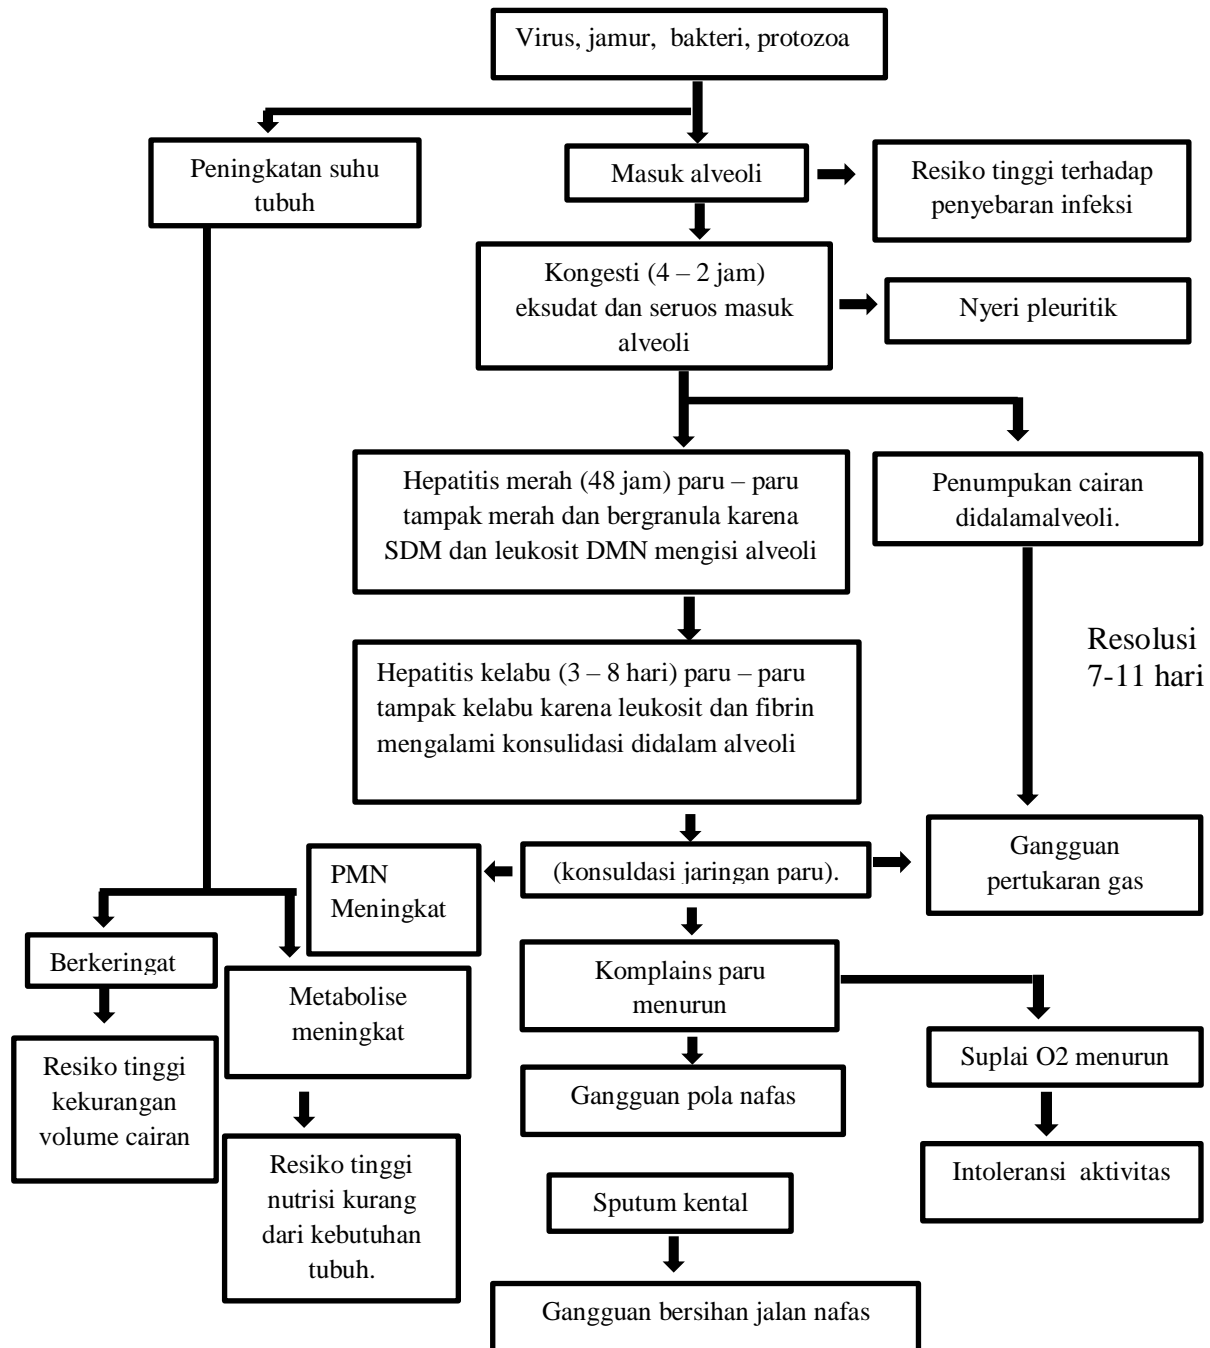 Virus, jamur,  bakteri, protozoa
Peningkatan suhu
tubuh
Masuk alveoli
Resiko tinggi terhadap
penyebaran infeksi
Kongesti (4 – 2 jam)
eksudat dan seruos masuk
alveoli
Nyeri pleuritik
Hepatitis merah (48 jam) paru – paru
tampak merah dan bergranula karena
SDM dan leukosit DMN mengisi alveoli
Penumpukan cairan
didalamalveoli.
Resolusi
7-11 hari
Hepatitis kelabu (3 – 8 hari) paru – paru
tampak kelabu karena leukosit dan fibrin
mengalami konsulidasi didalam alveoli
PMN
Meningkat
(konsuldasi jaringan paru).
Gangguan
pertukaran gas
Berkeringat
Metabolise
meningkat
Komplains paru
menurun
Resiko tinggi
kekurangan
volume cairan
Suplai O2 menurun
Gangguan pola nafas
Resiko tinggi
nutrisi kurang
dari kebutuhan
tubuh.
Sputum kental
Intoleransi  aktivitas
Gangguan bersihan jalan nafas